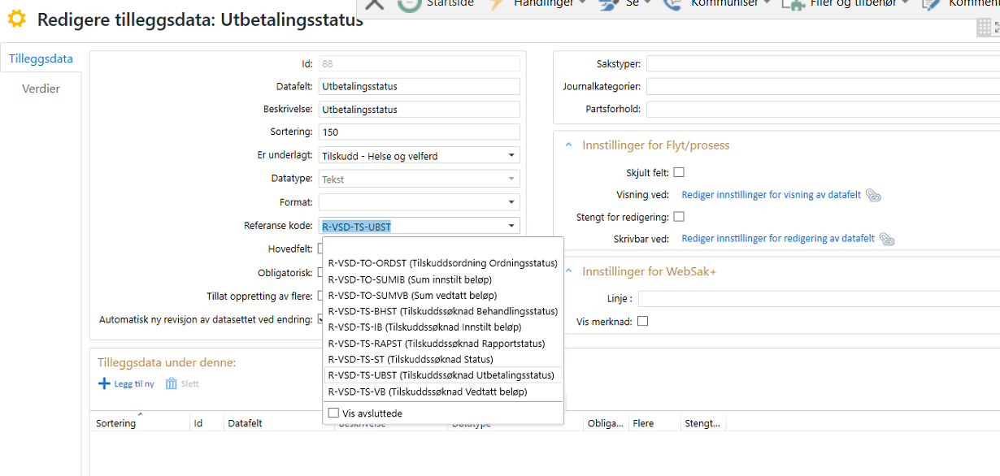 Startside Handlinger Se Kommuniser Filer og tilbehør
Redigere tilleggsdata: Utbetalingsstatus
Tilleggsdata
Verdier
Id: 88
Datafelt: Utbetalingsstatus
Beskrivelse: Utbetalingsstatus
Sortering: 150
Er underlagt: Tilskudd - Helse og velferd
Datatype: Tekst
Format:
Referanse kode: R-VSD-TS-UBST
Hovedfelt:
Obligatorisk:
Tillat oppretting av flere:
Automatisk ny revisjon av datasettet ved endring:
R-VSD-TO-ORDST (Tilskuddsordning Ordningsstatus)
R-VSD-TO-SUMIB (Sum innstilt beløp)
R-VSD-TO-SUMVB (Sum vedtatt beløp)
R-VSD-TS-BHST (Tilskuddssøknad Behandlingsstatus)
R-VSD-TS-IB (Tilskuddssøknad Innstilt beløp)
R-VSD-TS-RAPST (Tilskuddssøknad Rapportstatus)
R-VSD-TS-ST (Tilskuddssøknad Status)
R-VSD-TS-UBST (Tilskuddssøknad Utbetalingsstatus)
R-VSD-TS-VB (Tilskuddssøknad Vedtatt beløp)
Vis avsluttede
Sakstyper:
Journalkategorier:
Partsforhold:
Innstillinger for Flyt/prosess
Skjult felt:
Visning ved: Rediger innstillinger for visning av datafelt
Stengt for redigering:
Skrivbar ved: Rediger innstillinger for redigering av datafelt
Innstillinger for WebSak+
Linje :
Vis merknad:
Tilleggsdata under denne:
Legg til ny Slett
Sortering Id Datafelt Beskrivelse Datatype Obliga... Flere Stengt...